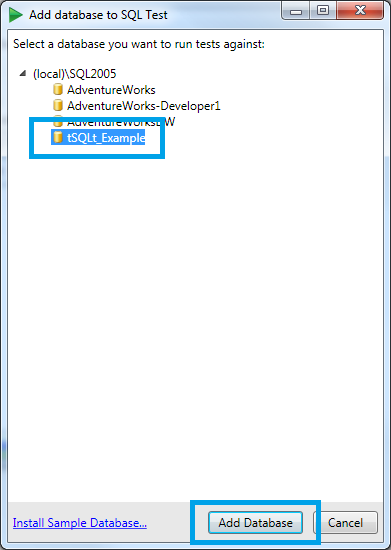 Add database to SQL Test
Select a database you want to run tests against:
(local)\SQL2005
AdventureWorks
AdventureWorks-Developer1
AdventureWorksDW
tSQLt_Example
Install Sample Database...
Add Database
Cancel